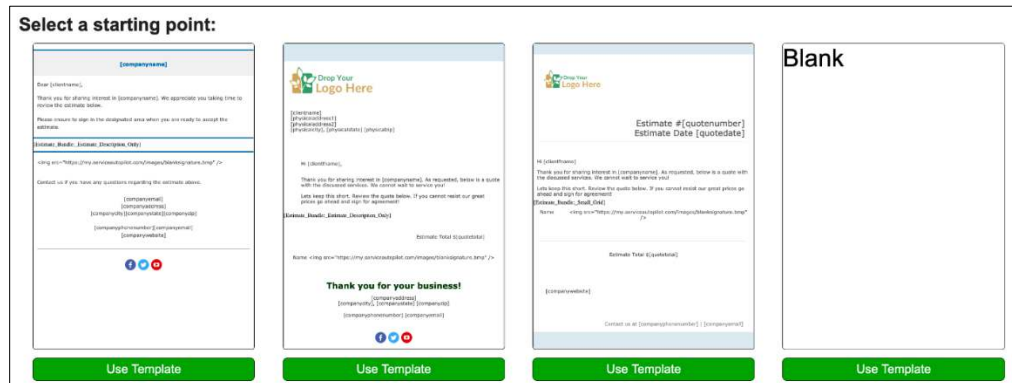 Select a starting point:
[companyname]
Dear [clientname],
Thank you for sharing interest in [companyname]. We appreciate you taking time to
review the estimate below.
Please ensure to sign in the designated area when you are ready to accept the
estimate.
[Estimate_Bundle_Estimate_Description_Only]
<img src="https://my.serviceautopilot.com/images/blanksignature.bmp" />
Contact us if you have any questions regarding the estimate above.
[companyemail]
[companyaddress]
[companycity][companystate][companyzip]
[companyphonenumber][companyemail]
[companywebsite]
Use Template
Drop Your
Logo Here
[clientname]
[physicaladdress1]
[physicaladdress2]
[physicalcity], [physicalstate] [physicalzip]
Hi [clientfname],
Thank you for sharing interest in [companyname]. As requested, below is a quote
with the discussed services. We cannot wait to service you!
Lets keep this short. Review the quote below. If you cannot resist our great
prices go ahead and sign for agreement!
[Estimate_Bundle_Estimate_Description_Only]
Estimate Total $[quotetotal]
Name <img src="https://my.serviceautopilot.com/images/blanksignature.bmp" />
Thank you for your business!
[companyaddress]
[companycity], [companystate] [companyzip]
[companyphonenumber] [companyemail]
Use Template
Drop Your
Logo Here
Estimate #[quotenumber]
Estimate Date [quotedate]
Hi [clientfname]
Thank you for sharing interest in [companyname]. As requested, below is a quote with
the discussed services. We cannot wait to service you!
Lets keep this short. Review the quote below. If you cannot resist our great prices go
ahead and sign for agreement!
[Estimate_Bundle_Small_Grid]
Name <img src="https://my.serviceautopilot.com/images/blanksignature.bmp"
/>
Estimate Total $[quotetotal]
[companywebsite]
Contact us at [companyphonenumber] | [companyemail]
Use Template
Blank
Use Template